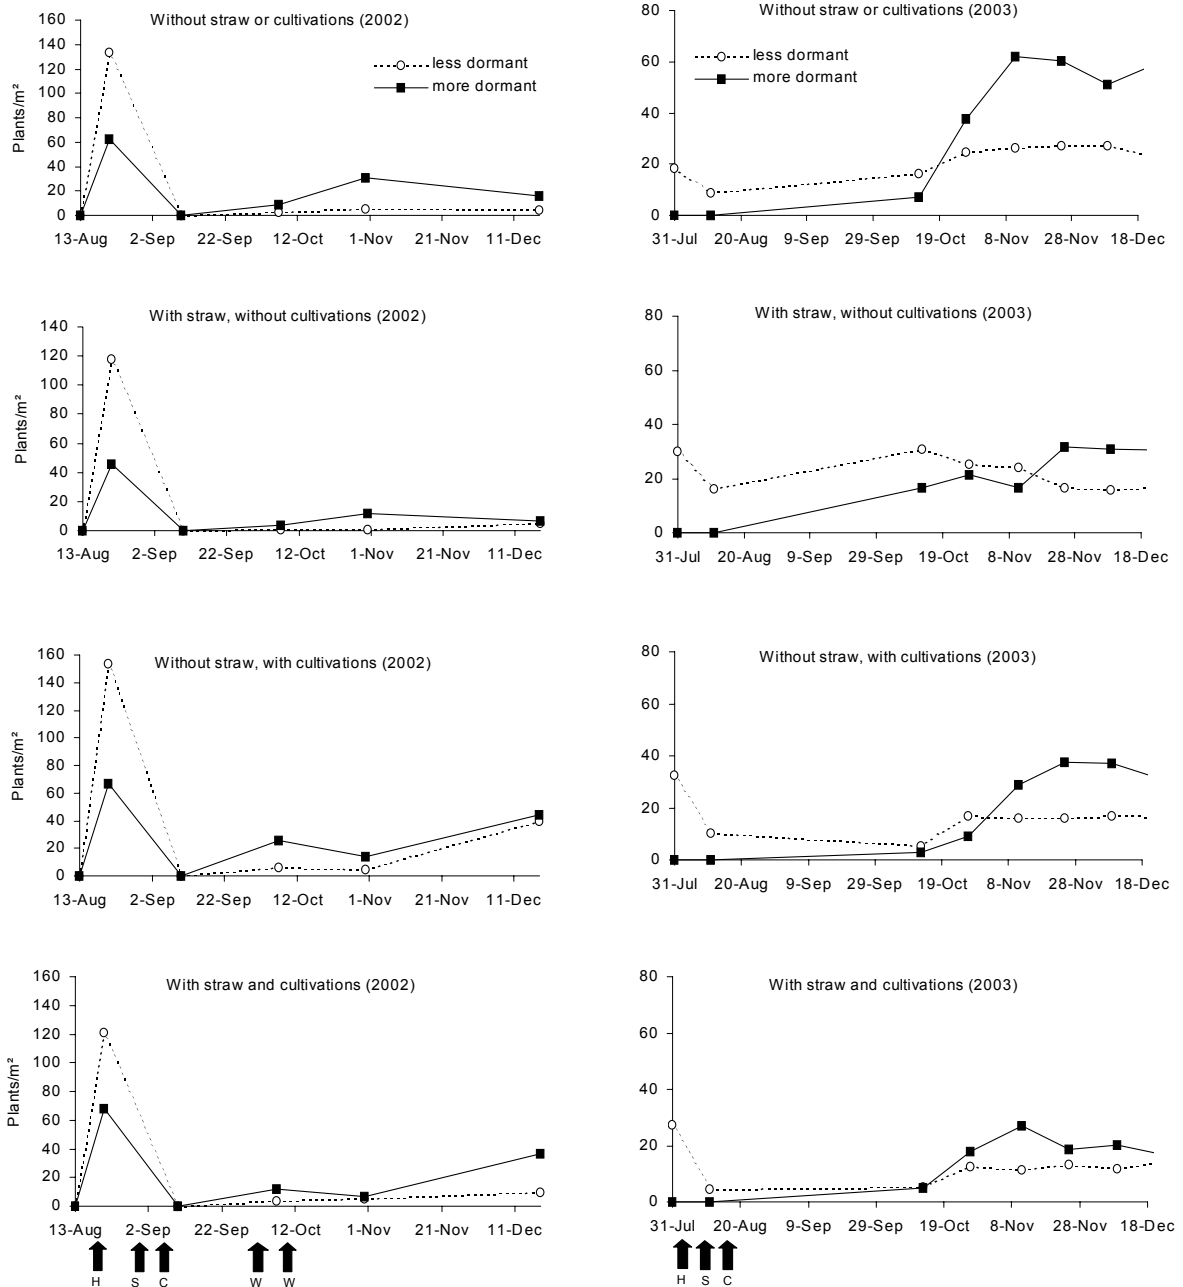 Without straw or cultivations (2002)
Plants/m²
160
140
120
100
80
60
40
20
0
less dormant
more dormant
13-Aug 2-Sep 22-Sep 12-Oct 1-Nov 21-Nov 11-Dec
Without straw or cultivations (2003)
80
60
40
20
0
less dormant
more dormant
31-Jul 20-Aug 9-Sep 29-Sep 19-Oct 8-Nov 28-Nov 18-Dec
With straw, without cultivations (2002)
Plants/m²
140
120
100
80
60
40
20
0
13-Aug 2-Sep 22-Sep 12-Oct 1-Nov 21-Nov 11-Dec
With straw, without cultivations (2003)
80
60
40
20
0
31-Jul 20-Aug 9-Sep 29-Sep 19-Oct 8-Nov 28-Nov 18-Dec
Without straw, with cultivations (2002)
Plants/m²
160
140
120
100
80
60
40
20
0
13-Aug 2-Sep 22-Sep 12-Oct 1-Nov 21-Nov 11-Dec
Without straw, with cultivations (2003)
80
60
40
20
0
31-Jul 20-Aug 9-Sep 29-Sep 19-Oct 8-Nov 28-Nov 18-Dec
With straw and cultivations (2002)
Plants/m²
160
140
120
100
80
60
40
20
0
13-Aug 2-Sep 22-Sep 12-Oct 1-Nov 21-Nov 11-Dec
H S C W W
With straw and cultivations (2003)
80
60
40
20
0
31-Jul 20-Aug 9-Sep 29-Sep 19-Oct 8-Nov 28-Nov 18-Dec
H S C